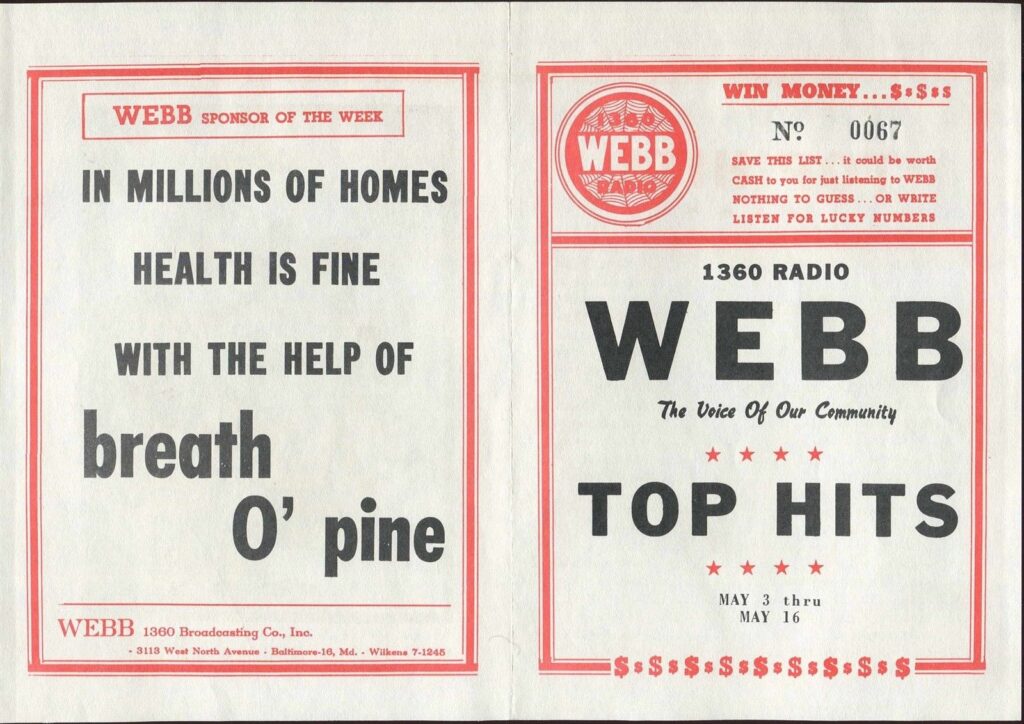 WEBB SPONSOR OF THE WEEK
IN MILLIONS OF HOMES
HEALTH IS FINE
WITH THE HELP OF
breath
O' pine
WEBB 1360 Broadcasting Co., Inc.
• 3113 West North Avenue • Baltimore-16, Md. • Wilkens 7-1245
1360
WEBB
RADIO
WIN MONEY...$$$$$
Nº 0067
SAVE THIS LIST... it could be worth
CASH to you for just listening to WEBB
NOTHING TO GUESS... OR WRITE
LISTEN FOR LUCKY NUMBERS
1360 RADIO
WEBB
The Voice Of Our Community
★ ★ ★ ★
TOP HITS
★ ★ ★ ★
MAY 3 thru
MAY 16
$$$$$$$$$$$$$$$$$